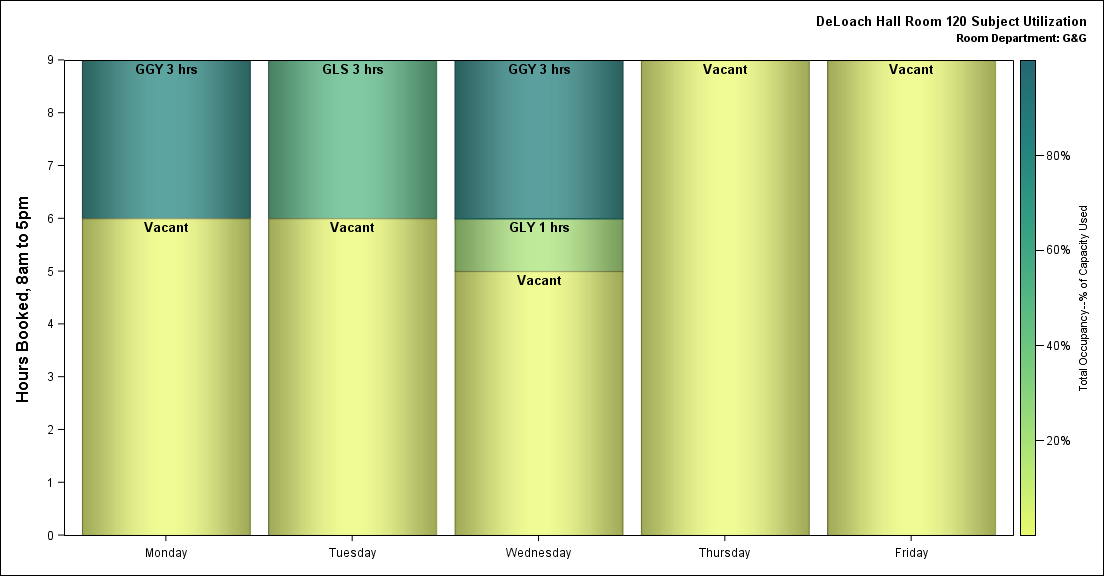 DeLoach Hall Room 120 Subject Utilization
Room Department: G&G
Hours Booked, 8am to 5pm
9
8
7
6
5
4
3
2
1
0
GGY 3 hrs
Vacant
GLS 3 hrs
Vacant
GGY 3 hrs
GLY 1 hrs
Vacant
Vacant
Vacant
Monday
Tuesday
Wednesday
Thursday
Friday
80%
60%
40%
20%
Total Occupancy--% of Capacity Used